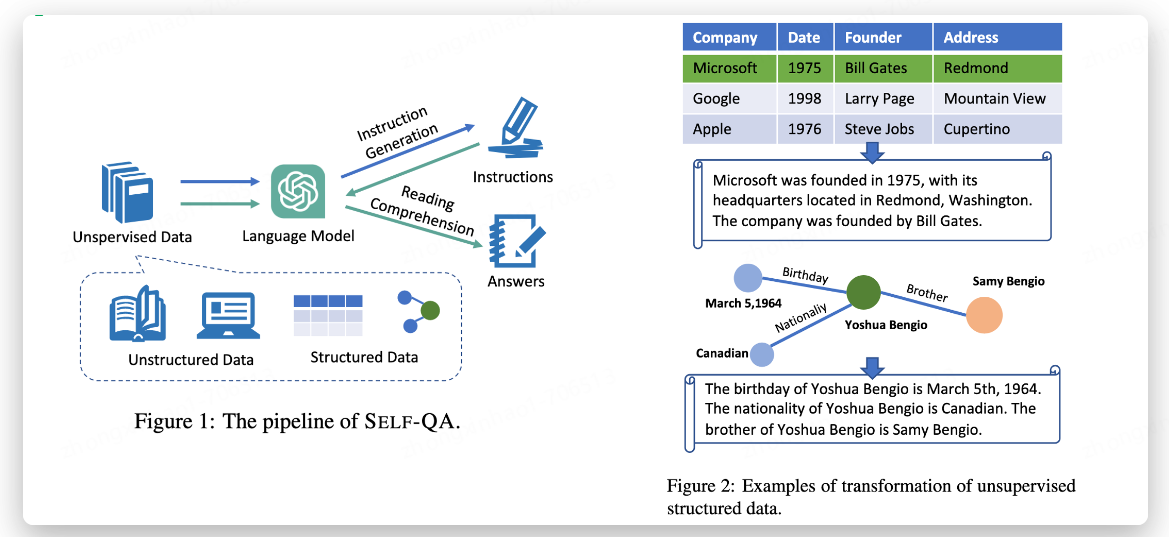 Instruction
Generation
Instructions
Reading
Comprehension
Unspervised Data
Language Model
Answers
Unstructured Data
Structured Data
Figure 1: The pipeline of SELF-QA.
Company Date Founder Address
Microsoft 1975 Bill Gates Redmond
Google 1998 Larry Page Mountain View
Apple 1976 Steve Jobs Cupertino
Microsoft was founded in 1975, with its
headquarters located in Redmond, Washington.
The company was founded by Bill Gates.
Birthday
Brother
Samy Bengio
March 5,1964
Nationaliy
Yoshua Bengio
Canadian
The birthday of Yoshua Bengio is March 5th, 1964.
The nationality of Yoshua Bengio is Canadian. The
brother of Yoshua Bengio is Samy Bengio.
Figure 2: Examples of transformation of unsupervised
structured data.